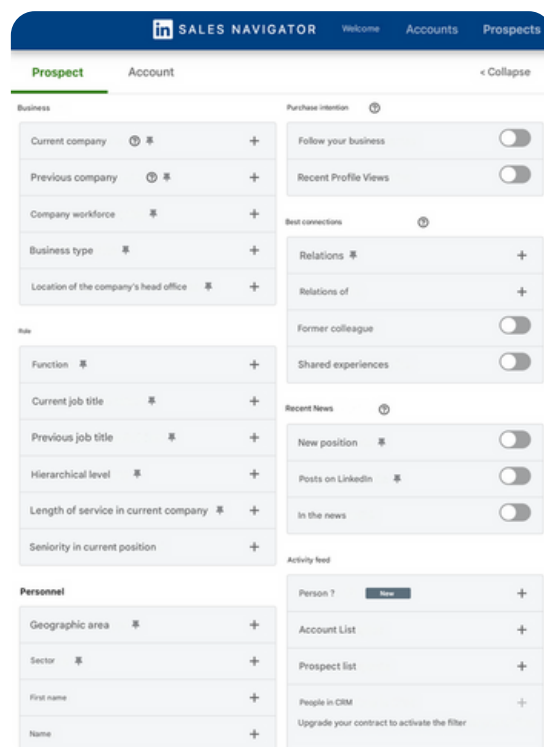 in SALES NAVIGATOR Welcome Accounts Prospects
Prospect Account < Collapse
Business
Current company
Previous company
Company workforce
Business type
Location of the company's head office
Role
Function
Current job title
Previous job title
Hierarchical level
Length of service in current company
Seniority in current position
Personnel
Geographic area
Sector
First name
Name
Purchase intention
Follow your business
Recent Profile Views
Best connections
Relations
Relations of
Former colleague
Shared experiences
Recent News
New position
Posts on LinkedIn
In the news
Activity feed
Person ? New
Account List
Prospect list
People in CRM
Upgrade your contract to activate the filter